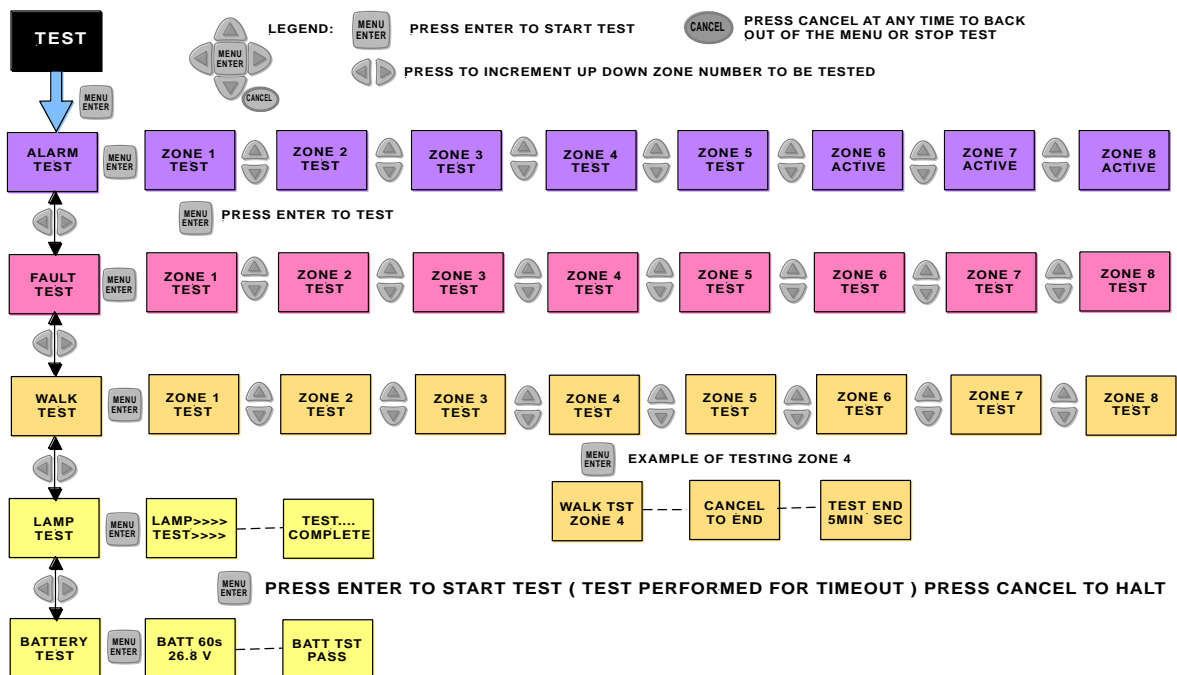 TEST
LEGEND:
MENU
ENTER
PRESS ENTER TO START TEST
CANCEL
PRESS CANCEL AT ANY TIME TO BACK
OUT OF THE MENU OR STOP TEST
MENU
ENTER
CANCEL
PRESS TO INCREMENT UP DOWN ZONE NUMBER TO BE TESTED
MENU
ENTER
ALARM
TEST
MENU
ENTER
ZONE 1
TEST
ZONE 2
TEST
ZONE 3
TEST
ZONE 4
TEST
ZONE 5
TEST
ZONE 6
ACTIVE
ZONE 7
ACTIVE
ZONE 8
ACTIVE
MENU
ENTER
PRESS ENTER TO TEST
FAULT
TEST
MENU
ENTER
ZONE 1
TEST
ZONE 2
TEST
ZONE 3
TEST
ZONE 4
TEST
ZONE 5
TEST
ZONE 6
TEST
ZONE 7
TEST
ZONE 8
TEST
WALK
TEST
MENU
ENTER
ZONE 1
TEST
ZONE 2
TEST
ZONE 3
TEST
ZONE 4
TEST
ZONE 5
TEST
ZONE 6
TEST
ZONE 7
TEST
ZONE 8
TEST
MENU
ENTER
EXAMPLE OF TESTING ZONE 4
WALK TST
ZONE 4
CANCEL
TO END
TEST END
5MIN SEC
LAMP
TEST
MENU
ENTER
LAMP>>>>
TEST>>>>
TEST....
COMPLETE
MENU
ENTER
PRESS ENTER TO START TEST ( TEST PERFORMED FOR TIMEOUT ) PRESS CANCEL TO HALT
BATTERY
TEST
MENU
ENTER
BATT 60s
26.8 V
BATT TST
PASS